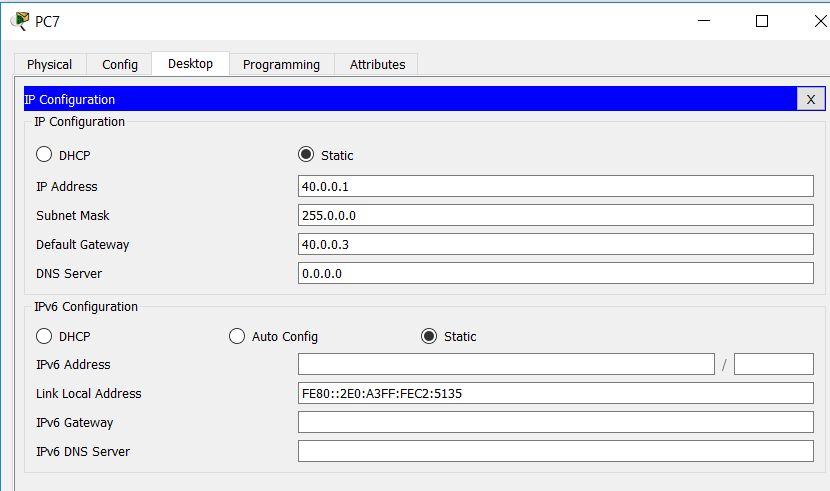 PC7
Physical Config Desktop Programming Attributes
IP Configuration X
IP Configuration
DHCP Static
IP Address 40.0.0.1
Subnet Mask 255.0.0.0
Default Gateway 40.0.0.3
DNS Server 0.0.0.0
IPv6 Configuration
DHCP Auto Config Static
IPv6 Address /
Link Local Address FE80::2E0:A3FF:FEC2:5135
IPv6 Gateway
IPv6 DNS Server